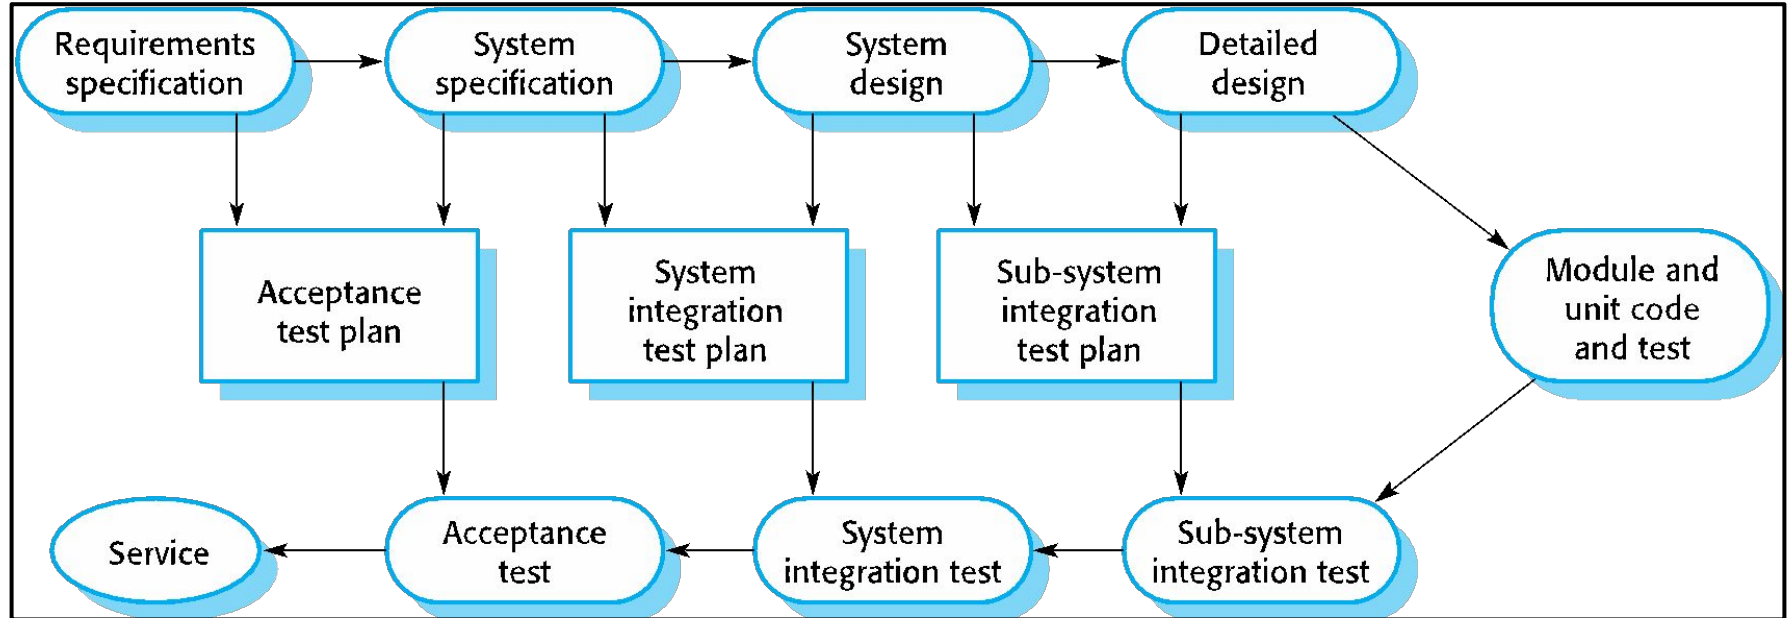 Requirements
specification
System
specification
System
design
Detailed
design
Acceptance
test plan
System
integration
test plan
Sub-system
integration
test plan
Module and
unit code
and test
Service
Acceptance
test
System
integration test
Sub-system
integration test